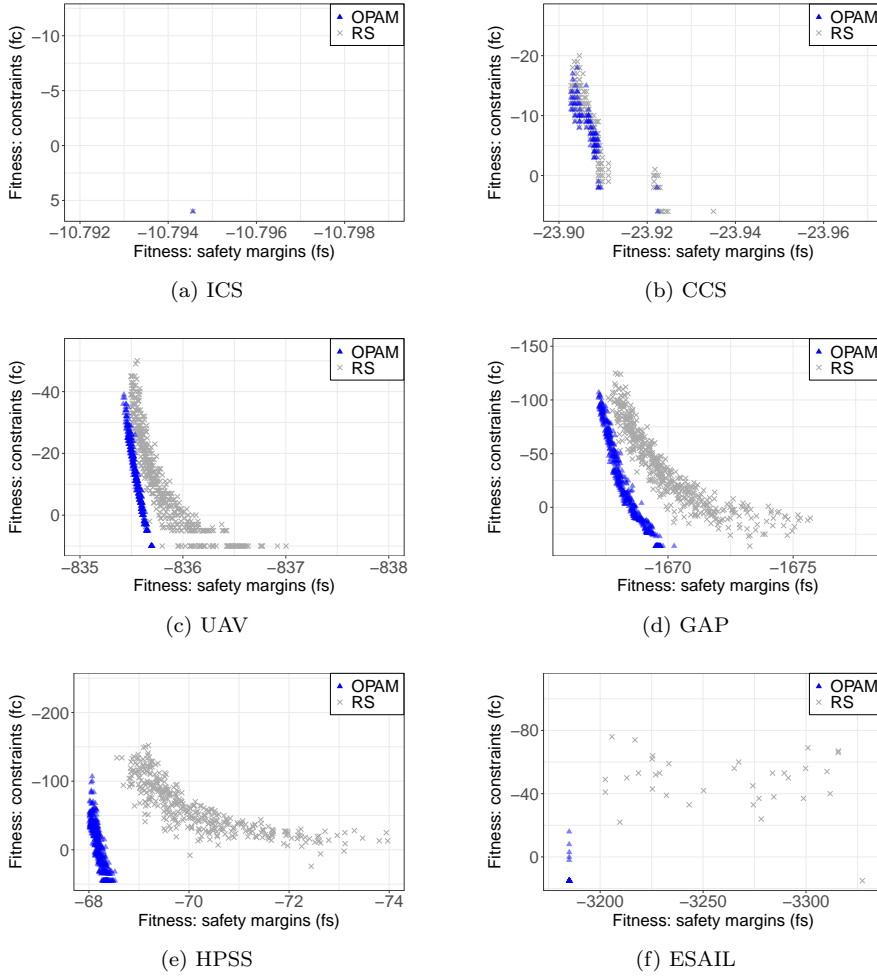 OPAM
RS
Fitness: constraints (fc)
−10
−5
0
5
−10.792 −10.794 −10.796 −10.798
Fitness: safety margins (fs)
(a) ICS
OPAM
RS
Fitness: constraints (fc)
−20
−10
0
−23.90 −23.92 −23.94 −23.96
Fitness: safety margins (fs)
(b) CCS
OPAM
RS
Fitness: constraints (fc)
−40
−20
0
−835 −836 −837 −838
Fitness: safety margins (fs)
(c) UAV
OPAM
RS
Fitness: constraints (fc)
−150
−100
−50
0
−1670 −1675
Fitness: safety margins (fs)
(d) GAP
OPAM
RS
Fitness: constraints (fc)
−200
−100
0
−68 −70 −72 −74
Fitness: safety margins (fs)
(e) HPSS
OPAM
RS
Fitness: constraints (fc)
−80
−40
0
−3200 −3250 −3300
Fitness: safety margins (fs)
(f) ESAIL